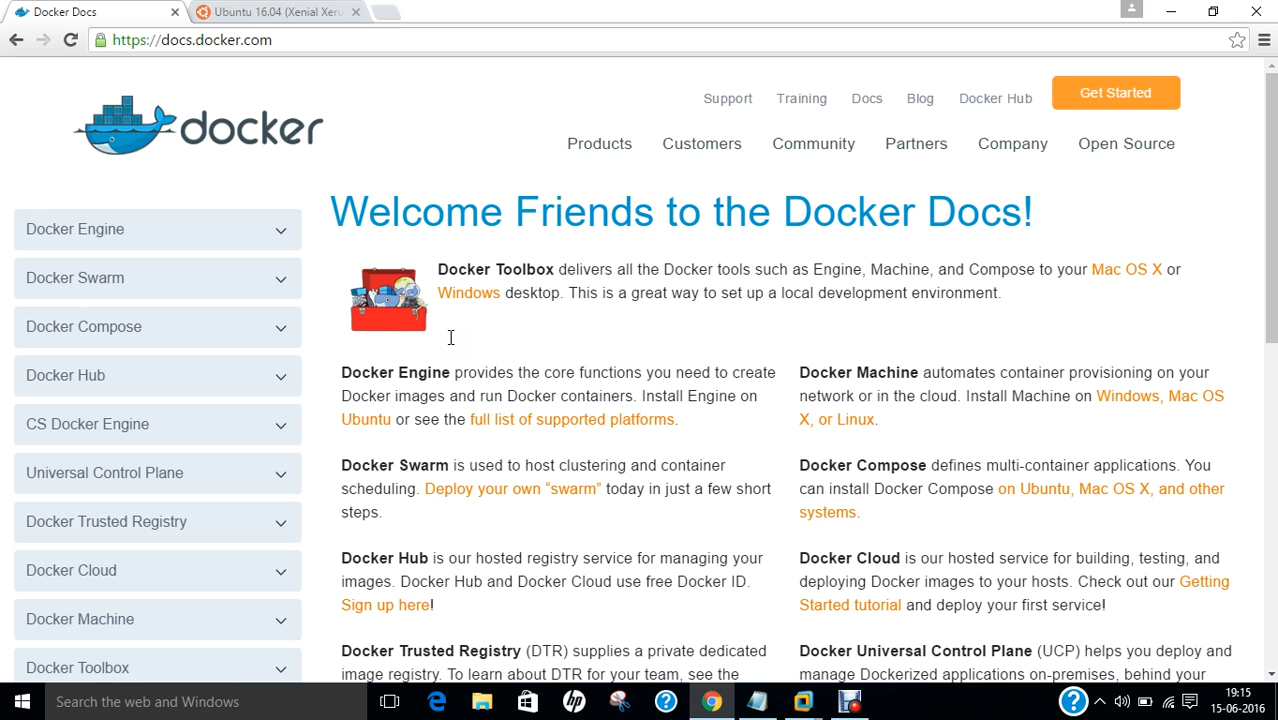 Docker Docs
Ubuntu 16.04 (Xenial Xeru
https://docs.docker.com
Support Training Docs Blog Docker Hub Get Started
docker
Products Customers Community Partners Company Open Source
Docker Engine
Docker Swarm
Docker Compose
Docker Hub
CS Docker Engine
Universal Control Plane
Docker Trusted Registry
Docker Cloud
Docker Machine
Docker Toolbox
Welcome Friends to the Docker Docs!
Docker Toolbox delivers all the Docker tools such as Engine, Machine, and Compose to your Mac OS X or
Windows desktop. This is a great way to set up a local development environment.
Docker Engine provides the core functions you need to create
Docker images and run Docker containers. Install Engine on
Ubuntu or see the full list of supported platforms.
Docker Machine automates container provisioning on your
network or in the cloud. Install Machine on Windows, Mac OS
X, or Linux.
Docker Swarm is used to host clustering and container
scheduling. Deploy your own “swarm” today in just a few short
steps.
Docker Compose defines multi-container applications. You
can install Docker Compose on Ubuntu, Mac OS X, and other
systems.
Docker Hub is our hosted registry service for managing your
images. Docker Hub and Docker Cloud use free Docker ID.
Sign up here!
Docker Cloud is our hosted service for building, testing, and
deploying Docker images to your hosts. Check out our Getting
Started tutorial and deploy your first service!
Docker Trusted Registry (DTR) supplies a private dedicated
image registry. To learn about DTR for your team, see the
Docker Universal Control Plane (UCP) helps you deploy and
manage Dockerized applications on-premises, behind your
Search the web and Windows
19:15
15-06-2016